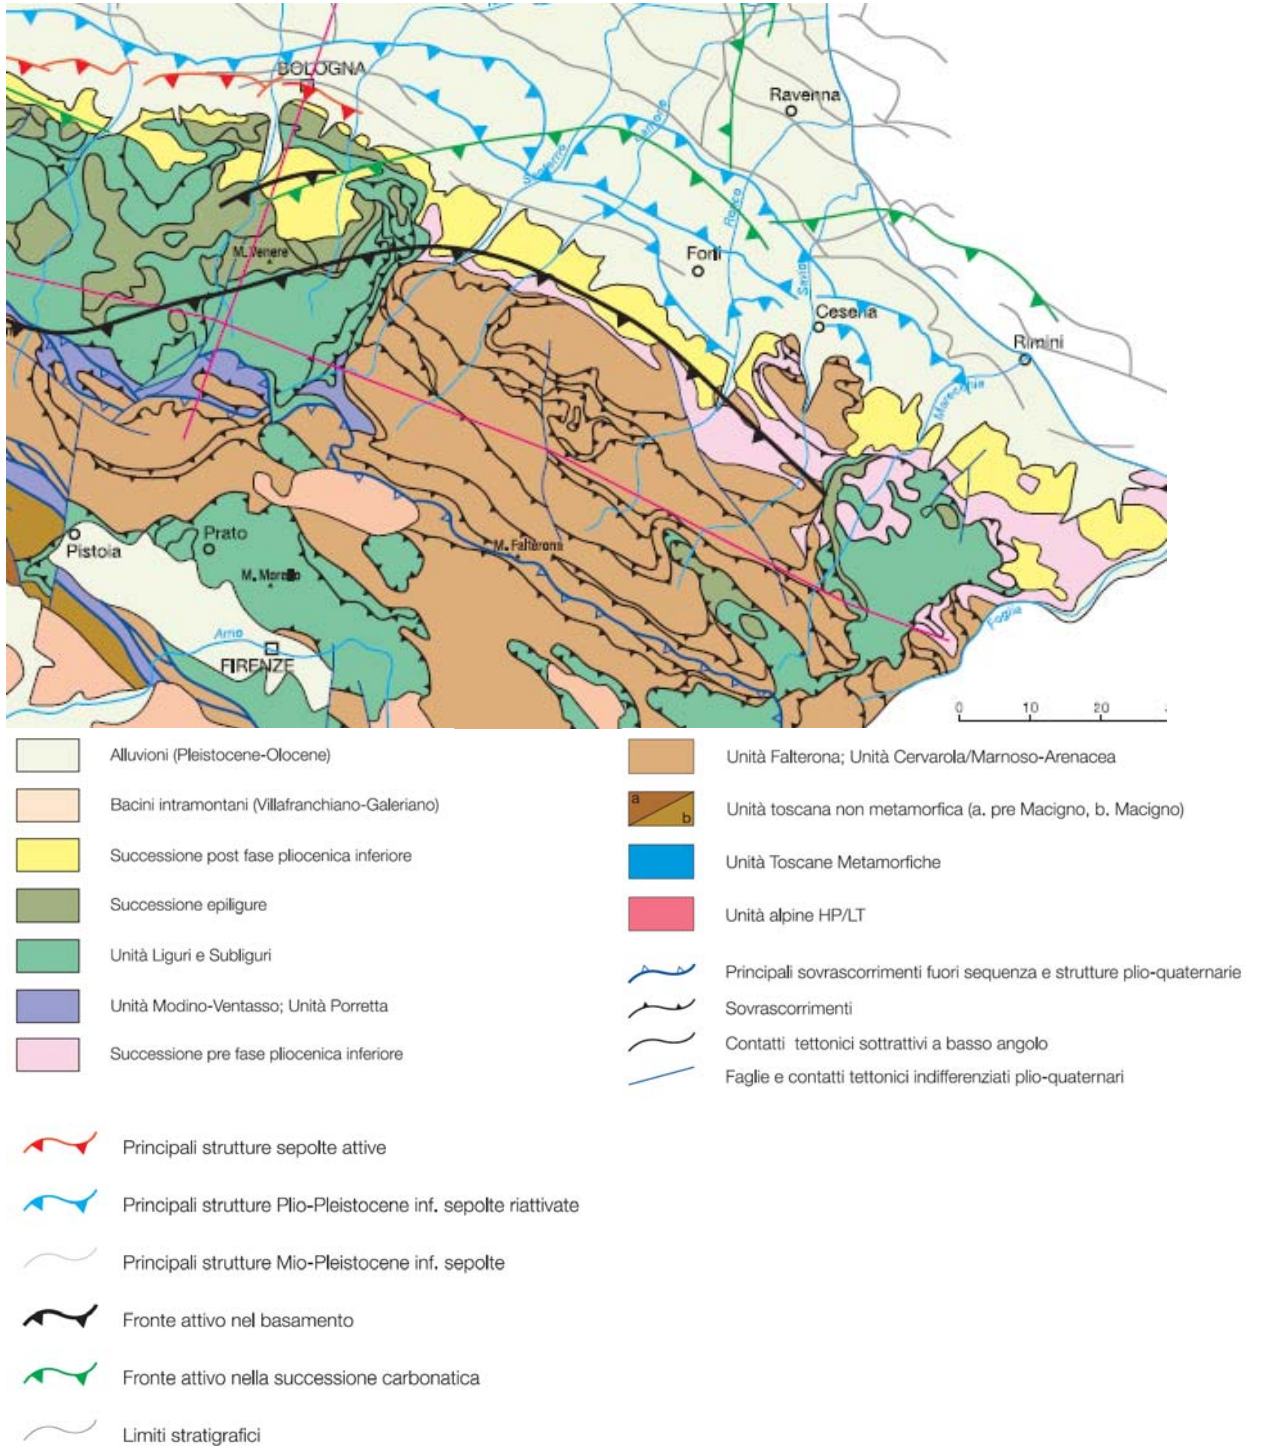 BOLOGNA
Ravenna
Lamone
Senio
Ronco
M. Venere
Forlì
Savio
Cesena
Rimini
Marecchia
Pistoia
Prato
M. Falterona
M. Morello
Arno
FIRENZE
Foglia
0 10 20
Alluvioni (Pleistocene-Olocene)
Bacini intramontani (Villafranchiano-Galeriano)
Successione post fase pliocenica inferiore
Successione epiligure
Unità Liguri e Subliguri
Unità Modino-Ventasso; Unità Porretta
Successione pre fase pliocenica inferiore
Unità Falterona; Unità Cervarola/Marnoso-Arenacea
a
b
Unità toscana non metamorfica (a. pre Macigno, b. Macigno)
Unità Toscane Metamorfiche
Unità alpine HP/LT
Principali sovrascorrimenti fuori sequenza e strutture plio-quaternarie
Sovrascorrimenti
Contatti tettonici sottrattivi a basso angolo
Faglie e contatti tettonici indifferenziati plio-quaternari
Principali strutture sepolte attive
Principali strutture Plio-Pleistocene inf. sepolte riattivate
Principali strutture Mio-Pleistocene inf. sepolte
Fronte attivo nel basamento
Fronte attivo nella successione carbonatica
Limiti stratigrafici